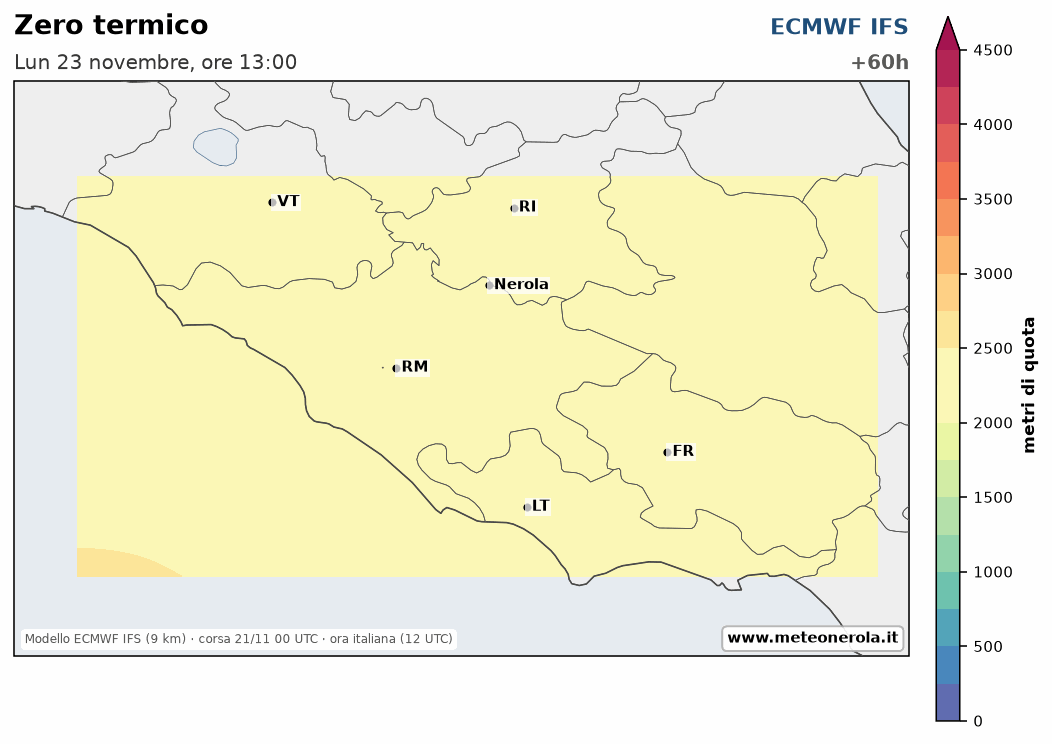 Zero termico
ECMWF IFS
Lun 23 novembre, ore 13:00
+60h
VT
RI
Nerola
RM
FR
LT
Modello ECMWF IFS (9 km) · corsa 21/11 00 UTC · ora italiana (12 UTC)
www.meteonerola.it
4500
4000
3500
3000
2500
2000
1500
1000
500
0
metri di quota